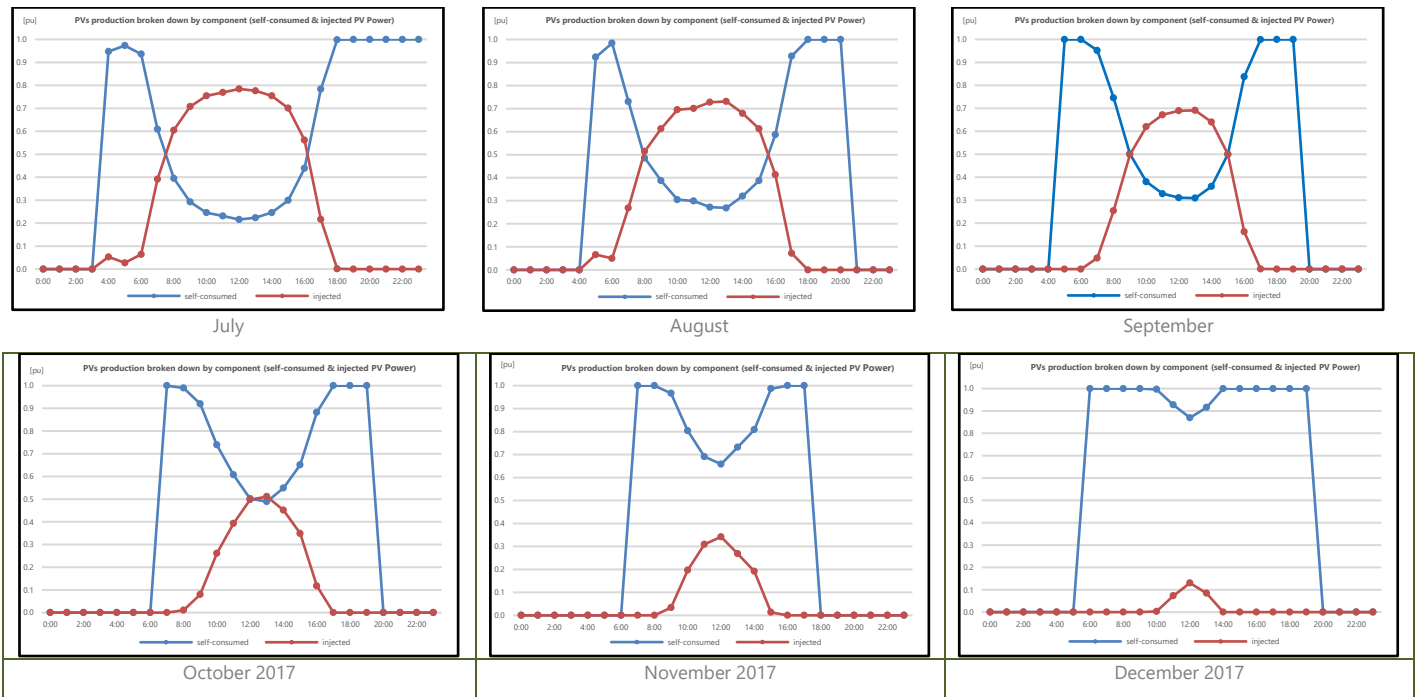 [pu] PVs production broken down by component (self-consumed & injected PV Power)
1.0
0.9
0.8
0.7
0.6
0.5
0.4
0.3
0.2
0.1
0.0
0:00 2:00 4:00 6:00 8:00 10:00 12:00 14:00 16:00 18:00 20:00 22:00
self-consumed injected
July
[pu] PVs production broken down by component (self-consumed & injected PV Power)
1.0
0.9
0.8
0.7
0.6
0.5
0.4
0.3
0.2
0.1
0.0
0:00 2:00 4:00 6:00 8:00 10:00 12:00 14:00 16:00 18:00 20:00 22:00
self-consumed injected
August
[pu] PVs production broken down by component (self-consumed & injected PV Power)
1.0
0.9
0.8
0.7
0.6
0.5
0.4
0.3
0.2
0.1
0.0
0:00 2:00 4:00 6:00 8:00 10:00 12:00 14:00 16:00 18:00 20:00 22:00
self-consumed injected
September
[pu] PVs production broken down by component (self-consumed & injected PV Power)
1.0
0.9
0.8
0.7
0.6
0.5
0.4
0.3
0.2
0.1
0.0
0:00 2:00 4:00 6:00 8:00 10:00 12:00 14:00 16:00 18:00 20:00 22:00
self-consumed injected
October 2017
[pu] PVs production broken down by component (self-consumed & injected PV Power)
1.0
0.9
0.8
0.7
0.6
0.5
0.4
0.3
0.2
0.1
0.0
0:00 2:00 4:00 6:00 8:00 10:00 12:00 14:00 16:00 18:00 20:00 22:00
self-consumed injected
November 2017
[pu] PVs production broken down by component (self-consumed & injected PV Power)
1.0
0.9
0.8
0.7
0.6
0.5
0.4
0.3
0.2
0.1
0.0
0:00 2:00 4:00 6:00 8:00 10:00 12:00 14:00 16:00 18:00 20:00 22:00
self-consumed injected
December 2017